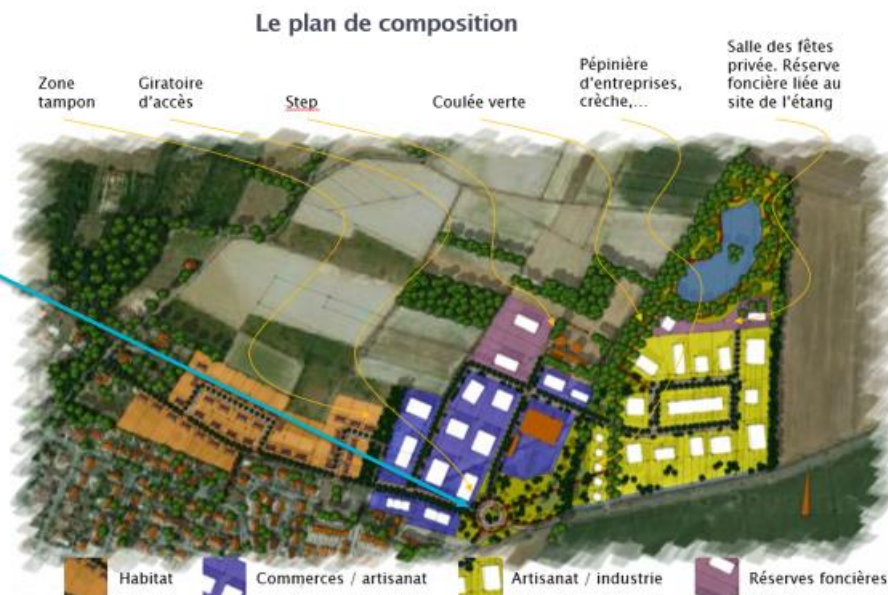 Le plan de composition
Zone
tampon
Giratoire
d'accès
Step
Coulée verte
Pépinière
d'entreprises,
crèche,...
Salle des fêtes
privée. Réserve
foncière liée au
site de l'étang
Habitat
Commerces / artisanat
Artisanat / industrie
Réserves foncières